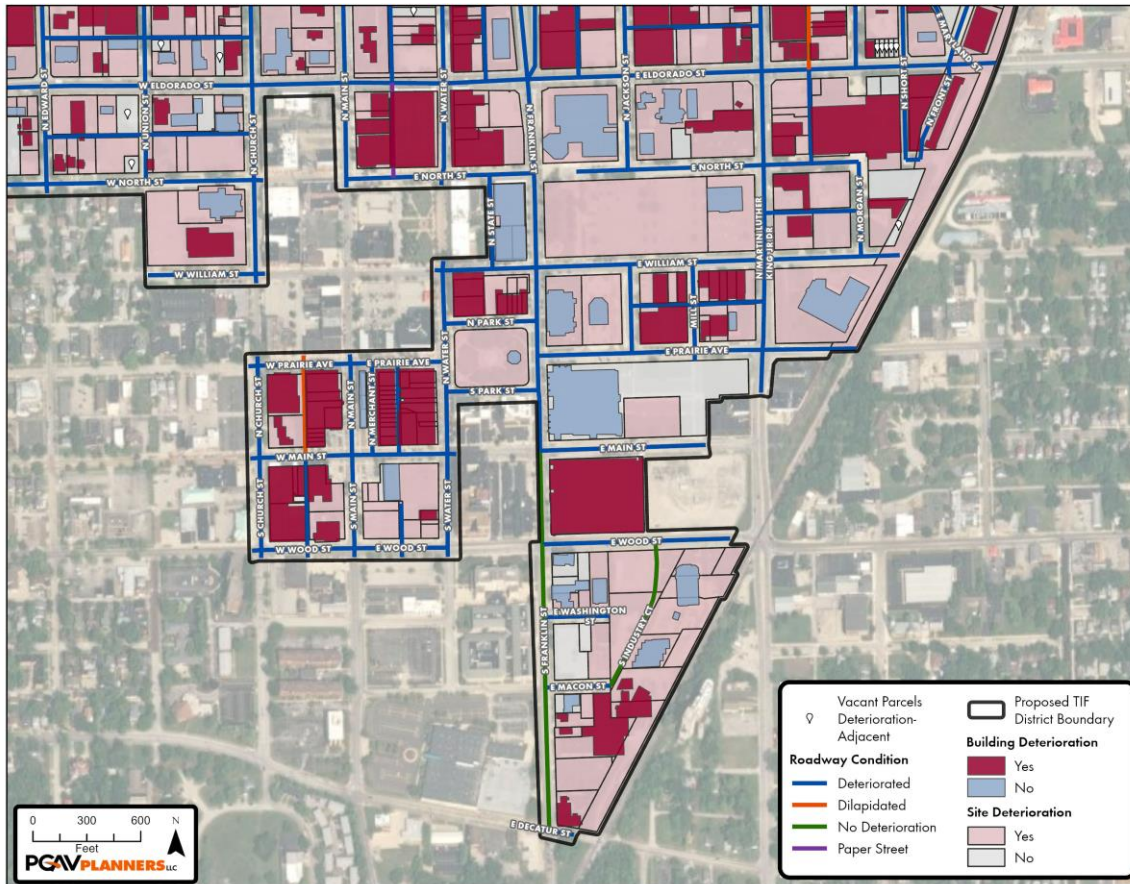 E MARYLAND ST
E ELDORADO ST
W ELDORADO ST
N EDWARD ST
N UNION ST
N CHURCH ST
N MAIN ST
N WATER ST
N FRANKLIN ST
N JACKSON ST
N SHORT ST
N FRONT ST
W NORTH ST
E NORTH ST
E NORTH ST
N STATE ST
N MARTIN LUTHER
KING JR DR
N MORGAN ST
W WILLIAM ST
E WILLIAM ST
N PARK ST
MILL ST
W PRAIRIE AVE
E PRAIRIE AVE
N WATER ST
E PRAIRIE AVE
S PARK ST
N CHURCH ST
N MAIN ST
N MERCHANT ST
W MAIN ST
E MAIN ST
S CHURCH ST
S MAIN ST
S WATER ST
W WOOD ST
E WOOD ST
E WOOD ST
S FRANKLIN ST
E WASHINGTON
ST
S INDUSTRY CT
E MACON ST
E DECATUR ST
0 300 600
Feet
N
PGAV PLANNERS LLC
Vacant Parcels
Deterioration-
Adjacent
Roadway Condition
Deteriorated
Dilapidated
No Deterioration
Paper Street
Proposed TIF
District Boundary
Building Deterioration
Yes
No
Site Deterioration
Yes
No